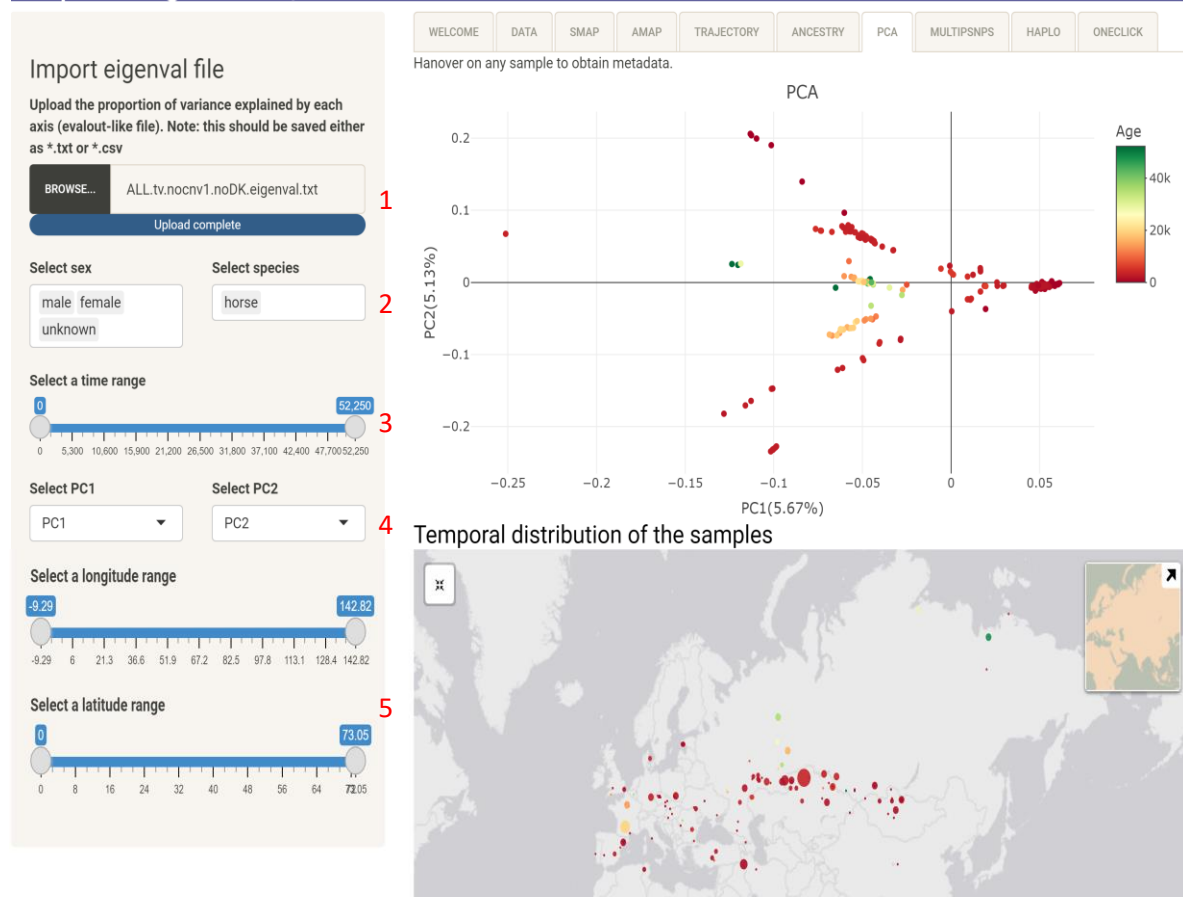 WELCOME DATA SMAP AMAP TRAJECTORY ANCESTRY PCA MULTIPSNPS HAPLO ONECLICK
Import eigenval file
Upload the proportion of variance explained by each
axis (evalout-like file). Note: this should be saved either
as *.txt or *.csv
BROWSE... ALL.tv.nocnv1.noDK.eigenval.txt
1
Upload complete
Select sex Select species
male female horse
unknown
2
Select a time range
0 52,250
3
0 5,300 10,600 15,900 21,200 26,500 31,800 37,100 42,400 47,700 52,250
Select PC1 Select PC2
PC1 PC2
4
Select a longitude range
-9.29 142.82
-9.29 6 21.3 36.6 51.9 67.2 82.5 97.8 113.1 128.4 142.82
Select a latitude range
5
0 73.05
0 8 16 24 32 40 48 56 64 72 73.05
Hanover on any sample to obtain metadata.
PCA
Age
40k
20k
0
0.2
0.1
0
−0.1
−0.2
PC2(5.13%)
−0.25 −0.2 −0.15 −0.1 −0.05 0 0.05
PC1(5.67%)
Temporal distribution of the samples